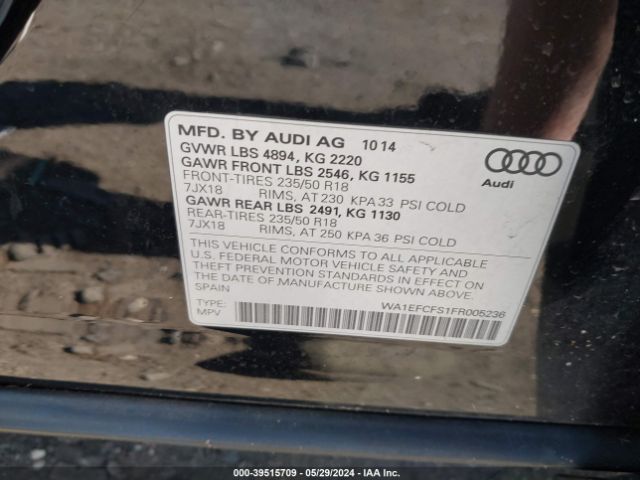 MFD. BY AUDI AG 10 14
GVWR LBS 4894, KG 2220
GAWR FRONT LBS 2546, KG 1155
FRONT-TIRES 235/50 R18
7JX18 RIMS, AT 230 KPA 33 PSI COLD
GAWR REAR LBS 2491, KG 1130
REAR-TIRES 235/50 R18
7JX18 RIMS, AT 250 KPA 36 PSI COLD
Audi
THIS VEHICLE CONFORMS TO ALL APPLICABLE
U.S. FEDERAL MOTOR VEHICLE SAFETY AND
THEFT PREVENTION STANDARDS IN EFFECT ON
THE DATE OF MANUFACTURE SHOWN ABOVE.
SPAIN
TYPE:
MPV
WA1EFCFS1FR005236
000-39515709 - 05/29/2024 - IAA Inc.